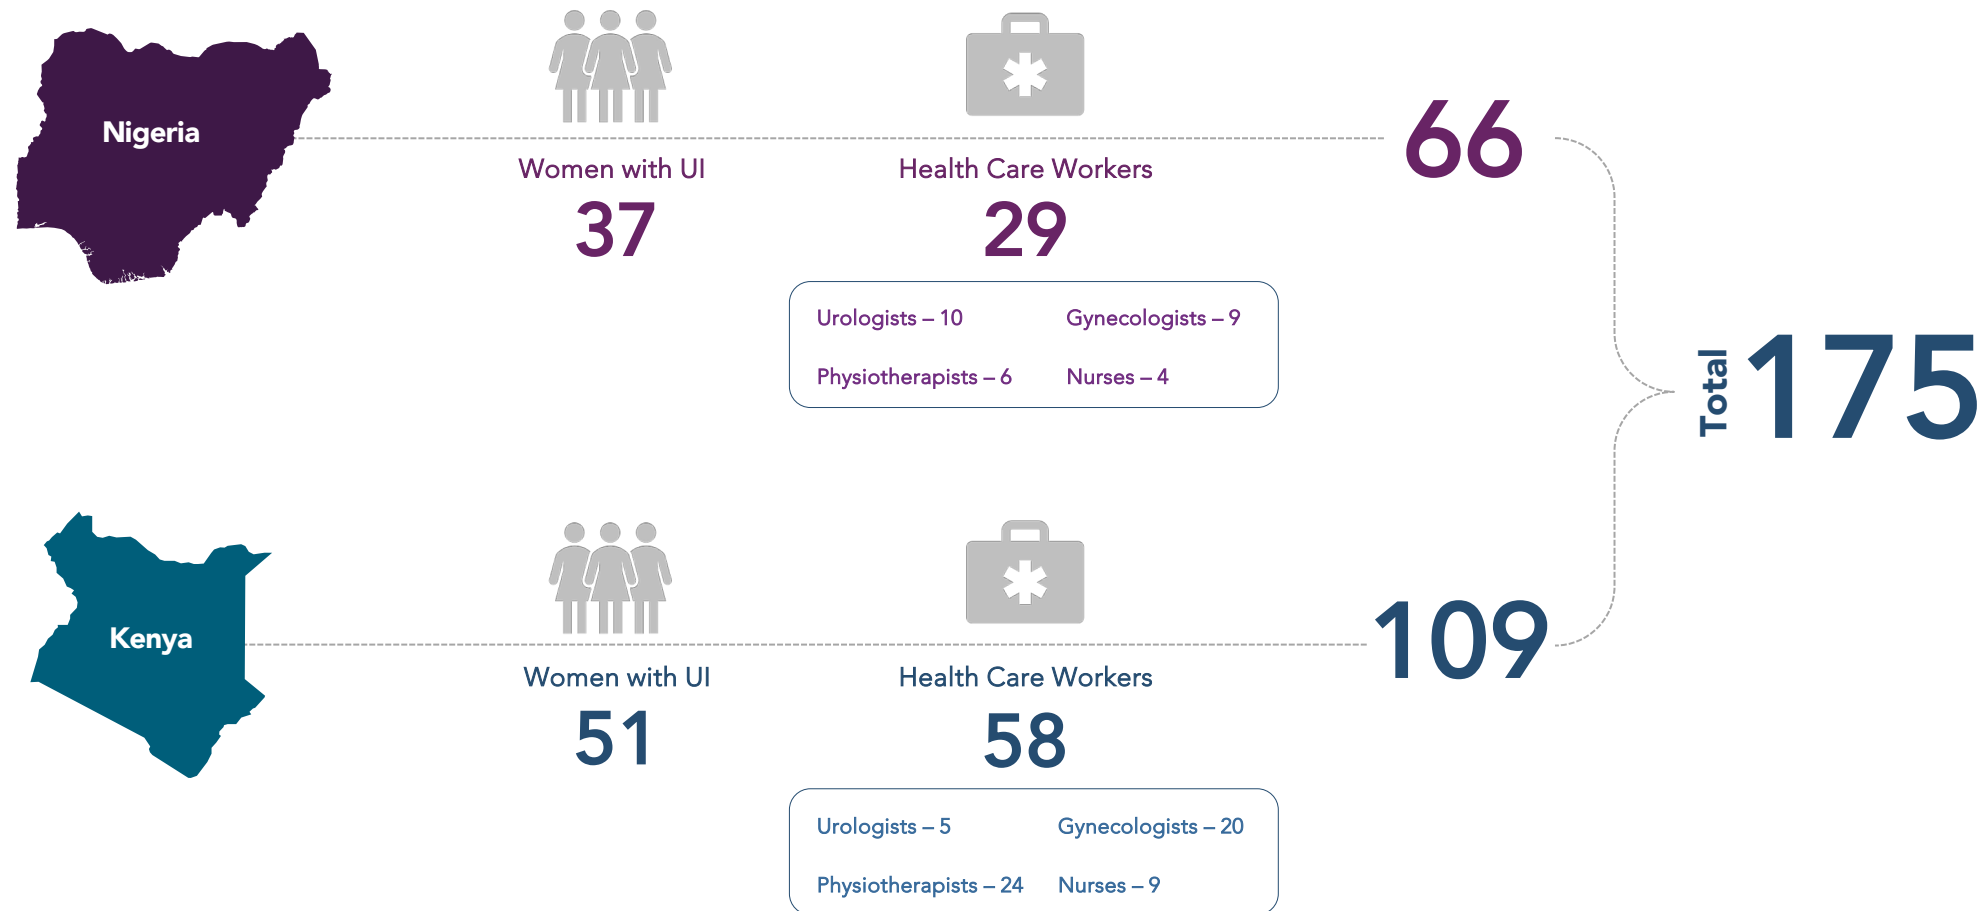 Nigeria
Women with UI
37
Health Care Workers
29
Urologists – 10
Gynecologists – 9
Physiotherapists – 6
Nurses – 4
66
Kenya
Women with UI
51
Health Care Workers
58
Urologists – 5
Gynecologists – 20
Physiotherapists – 24
Nurses – 9
109
Total
175